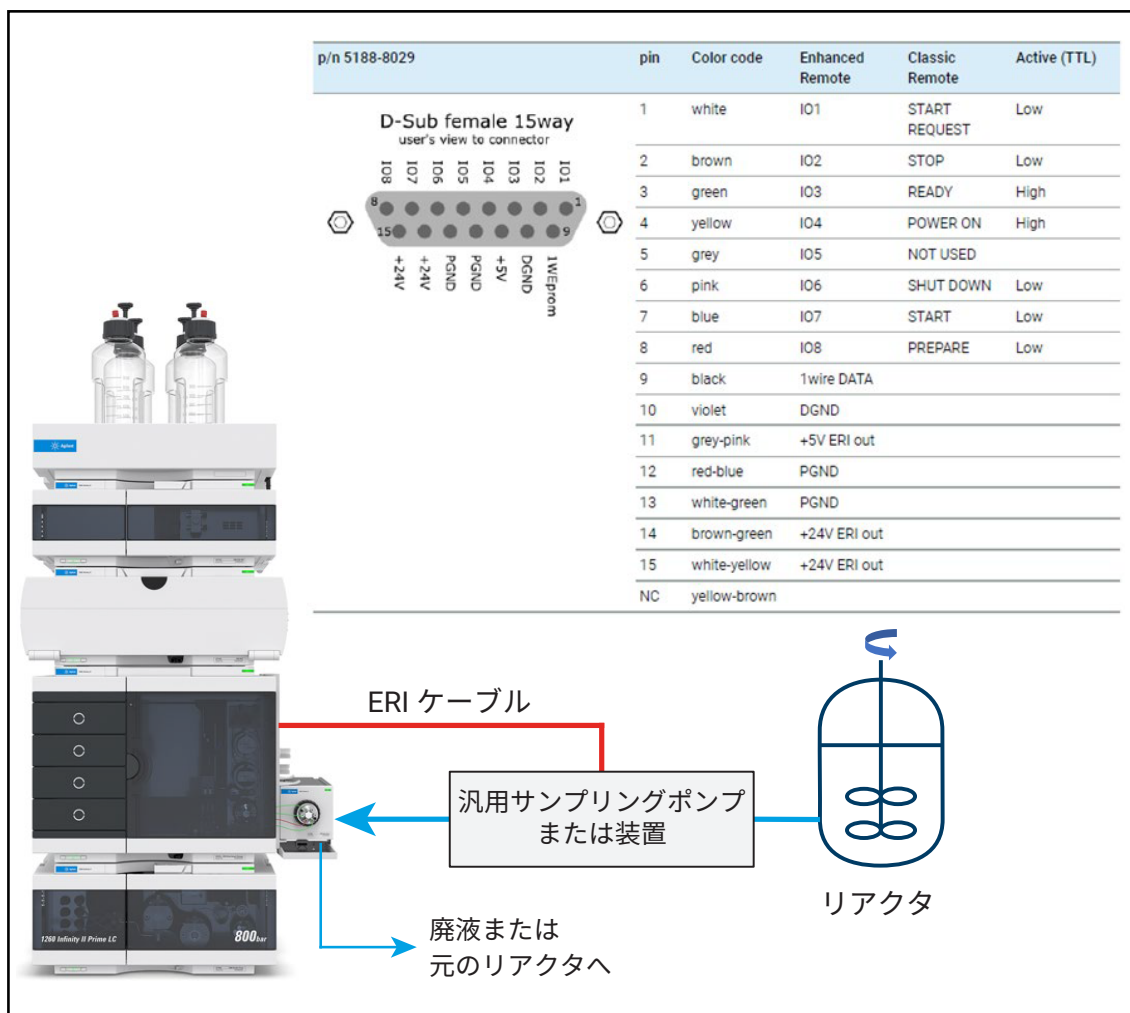 p/n 5188-8029
pin Color code Enhanced Remote Classic Remote Active (TTL)
D-Sub female 15way
user's view to connector
IO8 IO7 IO6 IO5 IO4 IO3 IO2 IO1
8 1
15 9
+24V +24V PGND PGND +5V DGND 1WEprom
1 white IO1 START REQUEST Low
2 brown IO2 STOP Low
3 green IO3 READY High
4 yellow IO4 POWER ON High
5 grey IO5 NOT USED
6 pink IO6 SHUT DOWN Low
7 blue IO7 START Low
8 red IO8 PREPARE Low
9 black 1wire DATA
10 violet DGND
11 grey-pink +5V ERI out
12 red-blue PGND
13 white-green PGND
14 brown-green +24V ERI out
15 white-yellow +24V ERI out
NC yellow-brown
Agilent
ERI ケーブル
汎用サンプリングポンプ
または装置
リアクタ
廃液または
元のリアクタへ
1260 Infinity II Prime LC
800bar